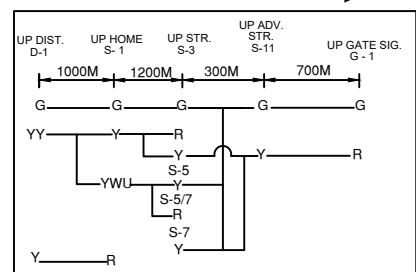 UP DIST. UP HOME UP STR. UP ADV. UP GATE SIG.
D-1 S- 1 S-3 STR. G - 1
S-11
1000M 1200M 300M 700M
G G G G G
YY Y R
Y Y R
S-5
YWU Y
S-5/7
R
S-7
Y
Y R